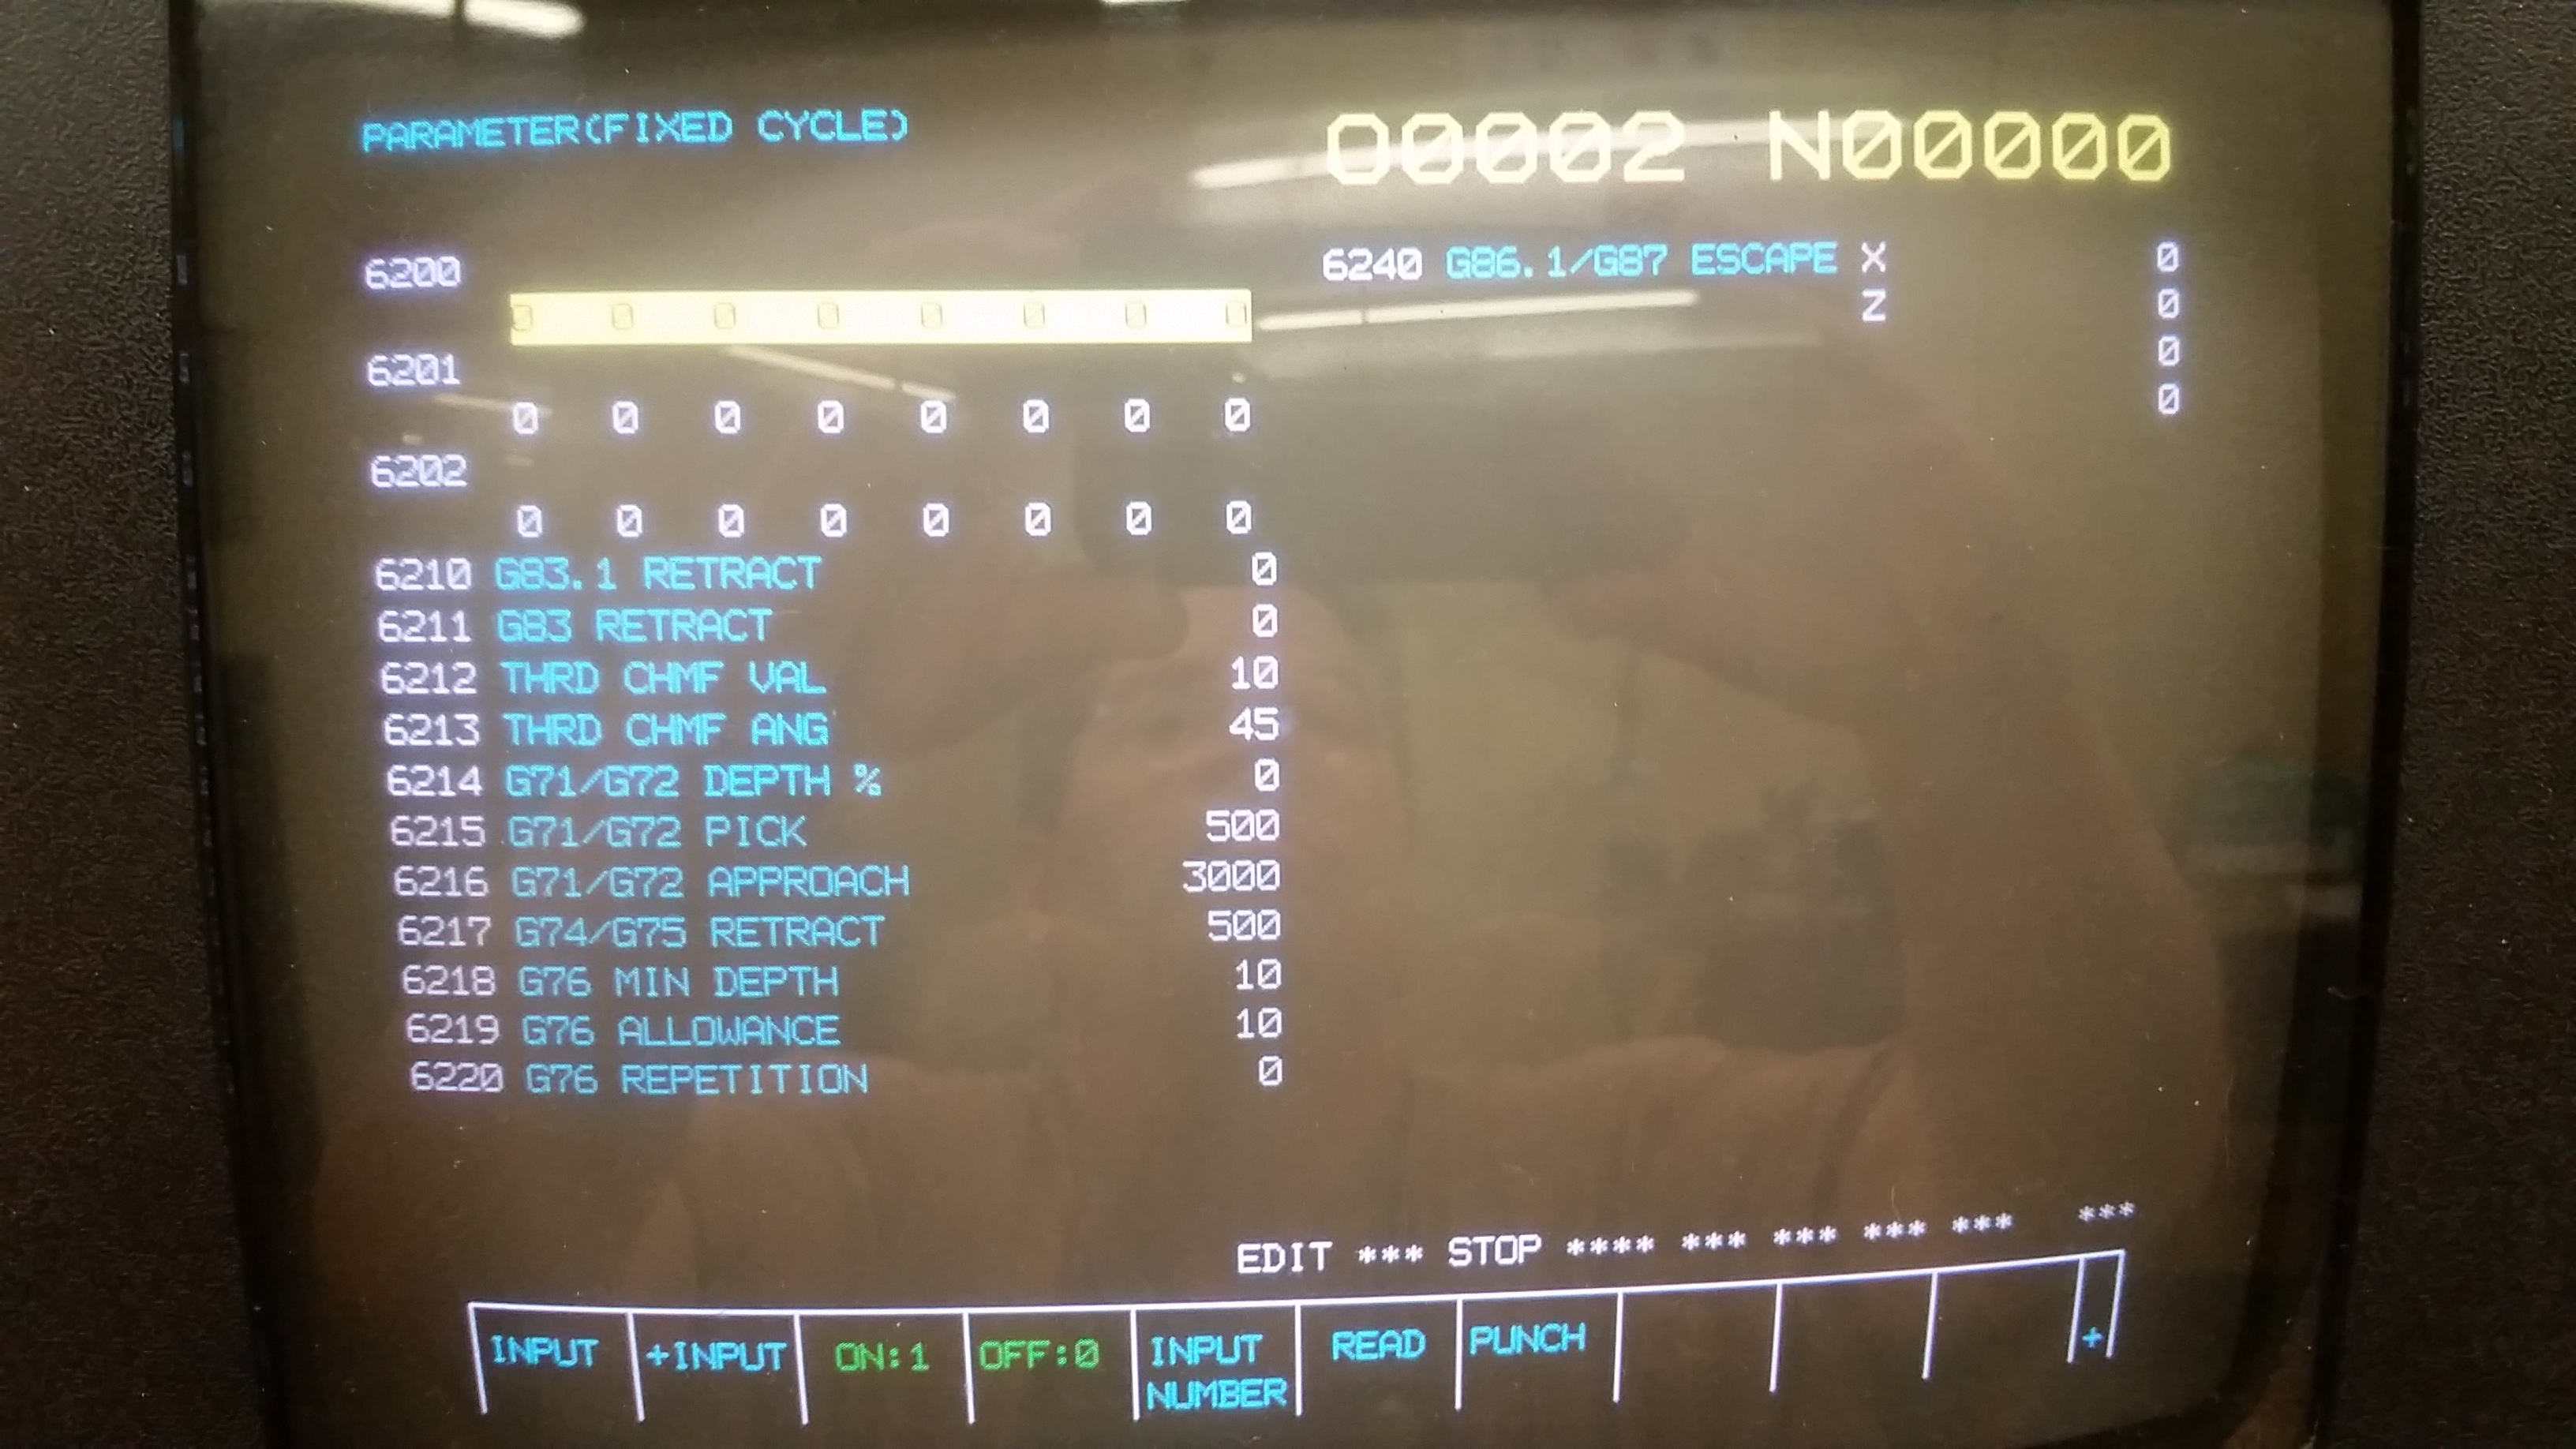 PARAMETER(FIXED CYCLE)
O0002 N00000
6200
0 0 0 0 0 0 0 0
6201
0 0 0 0 0 0 0 0
6202
0 0 0 0 0 0 0 0
6210 G83.1 RETRACT 0
6211 G83 RETRACT 0
6212 THRD CHMF VAL 10
6213 THRD CHMF ANG 45
6214 G71/G72 DEPTH % 0
6215 G71/G72 PICK 500
6216 G71/G72 APPROACH 3000
6217 G74/G75 RETRACT 500
6218 G76 MIN DEPTH 10
6219 G76 ALLOWANCE 10
6220 G76 REPETITION 0
6240 G86.1/G87 ESCAPE X 0
Z 0
0
0
EDIT *** STOP **** *** *** *** *** ***
INPUT +INPUT ON:1 OFF:0 INPUT NUMBER READ PUNCH +